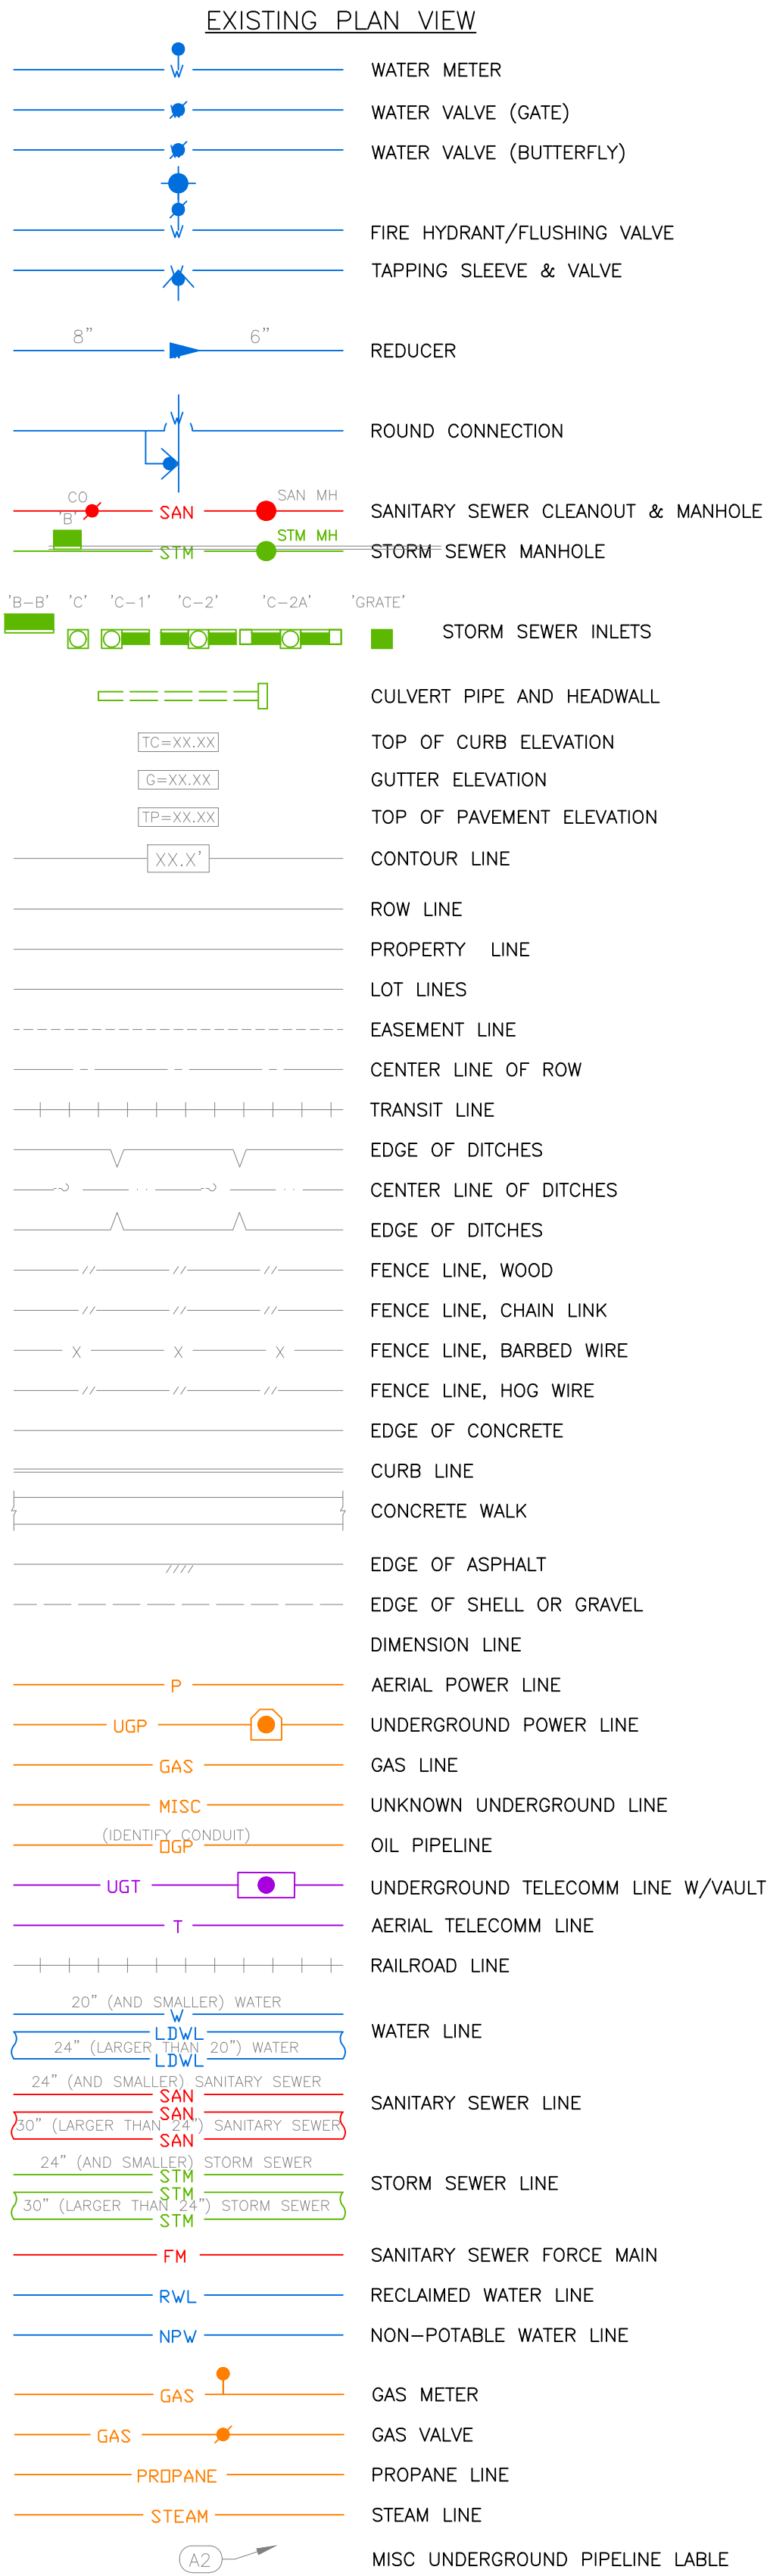 EXISTING PLAN VIEW
W WATER METER
W WATER VALVE (GATE)
W WATER VALVE (BUTTERFLY)
W FIRE HYDRANT/FLUSHING VALVE
W TAPPING SLEEVE & VALVE
8" 6"
REDUCER
W
ROUND CONNECTION
CO SAN MH
SAN SANITARY SEWER CLEANOUT & MANHOLE
'B' STM MH
STM STORM SEWER MANHOLE
'B-B' 'C' 'C-1' 'C-2' 'C-2A' 'GRATE'
STORM SEWER INLETS
CULVERT PIPE AND HEADWALL
TC=XX.XX TOP OF CURB ELEVATION
G=XX.XX GUTTER ELEVATION
TP=XX.XX TOP OF PAVEMENT ELEVATION
XX.X' CONTOUR LINE
ROW LINE
PROPERTY LINE
LOT LINES
EASEMENT LINE
CENTER LINE OF ROW
TRANSIT LINE
EDGE OF DITCHES
CENTER LINE OF DITCHES
EDGE OF DITCHES
FENCE LINE, WOOD
FENCE LINE, CHAIN LINK
X X X FENCE LINE, BARBED WIRE
FENCE LINE, HOG WIRE
EDGE OF CONCRETE
CURB LINE
CONCRETE WALK
EDGE OF ASPHALT
EDGE OF SHELL OR GRAVEL
DIMENSION LINE
P AERIAL POWER LINE
UGP UNDERGROUND POWER LINE
GAS GAS LINE
MISC UNKNOWN UNDERGROUND LINE
(IDENTIFY CONDUIT)
OGP OIL PIPELINE
UGT UNDERGROUND TELECOMM LINE W/VAULT
T AERIAL TELECOMM LINE
RAILROAD LINE
20" (AND SMALLER) WATER
W
LDWL WATER LINE
24" (LARGER THAN 20") WATER
LDWL
24" (AND SMALLER) SANITARY SEWER
SAN
SAN SANITARY SEWER LINE
30" (LARGER THAN 24") SANITARY SEWER
SAN
24" (AND SMALLER) STORM SEWER
STM
STM STORM SEWER LINE
30" (LARGER THAN 24") STORM SEWER
STM
FM SANITARY SEWER FORCE MAIN
RWL RECLAIMED WATER LINE
NPW NON-POTABLE WATER LINE
GAS GAS METER
GAS GAS VALVE
PROPANE PROPANE LINE
STEAM STEAM LINE
A2 MISC UNDERGROUND PIPELINE LABLE